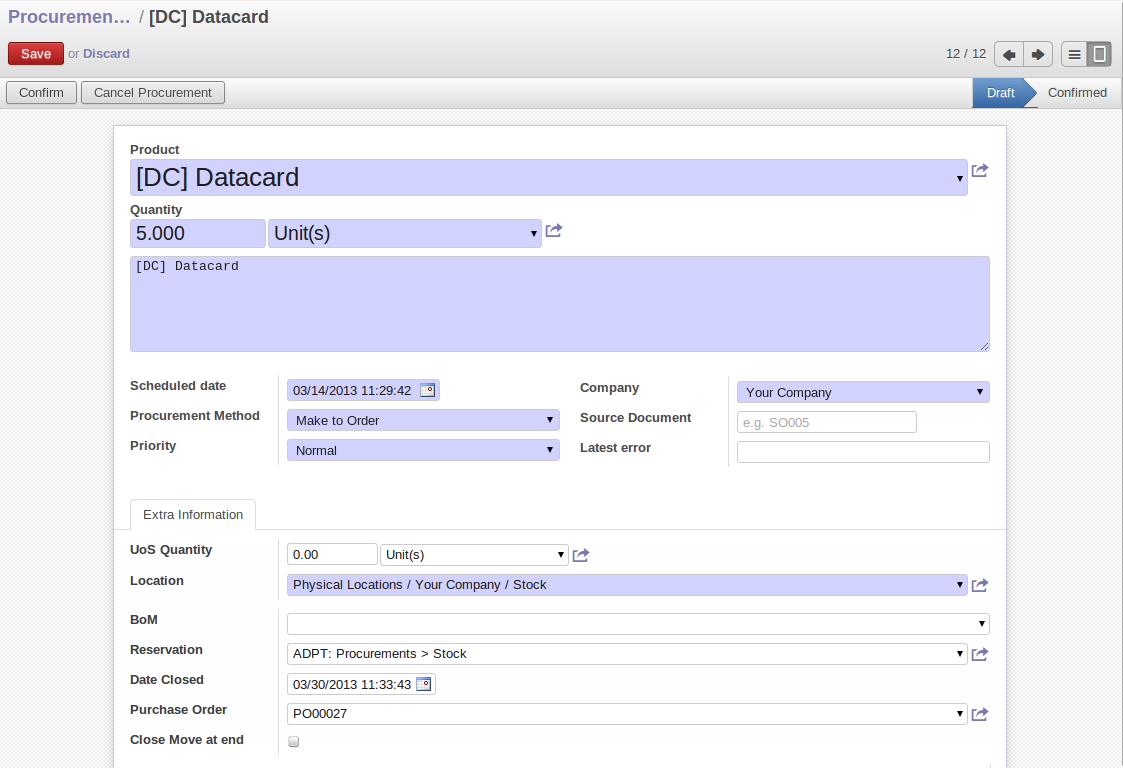 Procuremen… / [DC] Datacard
Save or Discard 12 / 12
Confirm Cancel Procurement Draft Confirmed
Product
[DC] Datacard
Quantity
5.000 Unit(s)
[DC] Datacard
Scheduled date 03/14/2013 11:29:42
Procurement Method Make to Order
Priority Normal
Company Your Company
Source Document e.g. SO005
Latest error
Extra Information
UoS Quantity 0.00 Unit(s)
Location Physical Locations / Your Company / Stock
BoM
Reservation ADPT: Procurements > Stock
Date Closed 03/30/2013 11:33:43
Purchase Order PO00027
Close Move at end